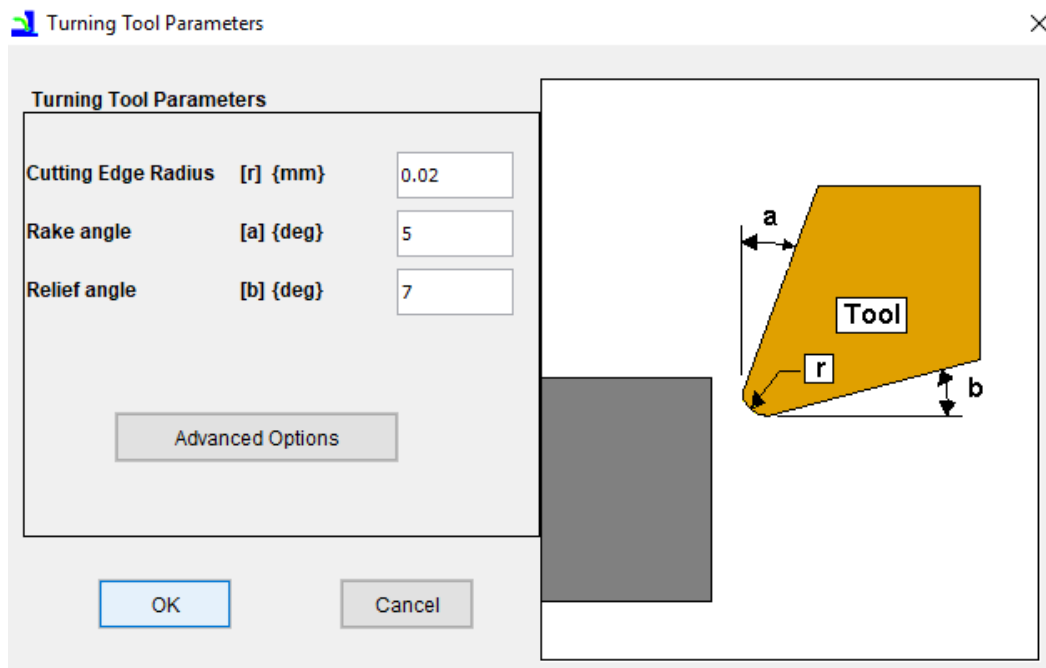 Turning Tool Parameters
Turning Tool Parameters
Cutting Edge Radius [r] {mm} 0.02
Rake angle [a] {deg} 5
Relief angle [b] {deg} 7
Advanced Options
OK Cancel
a
Tool
r
b